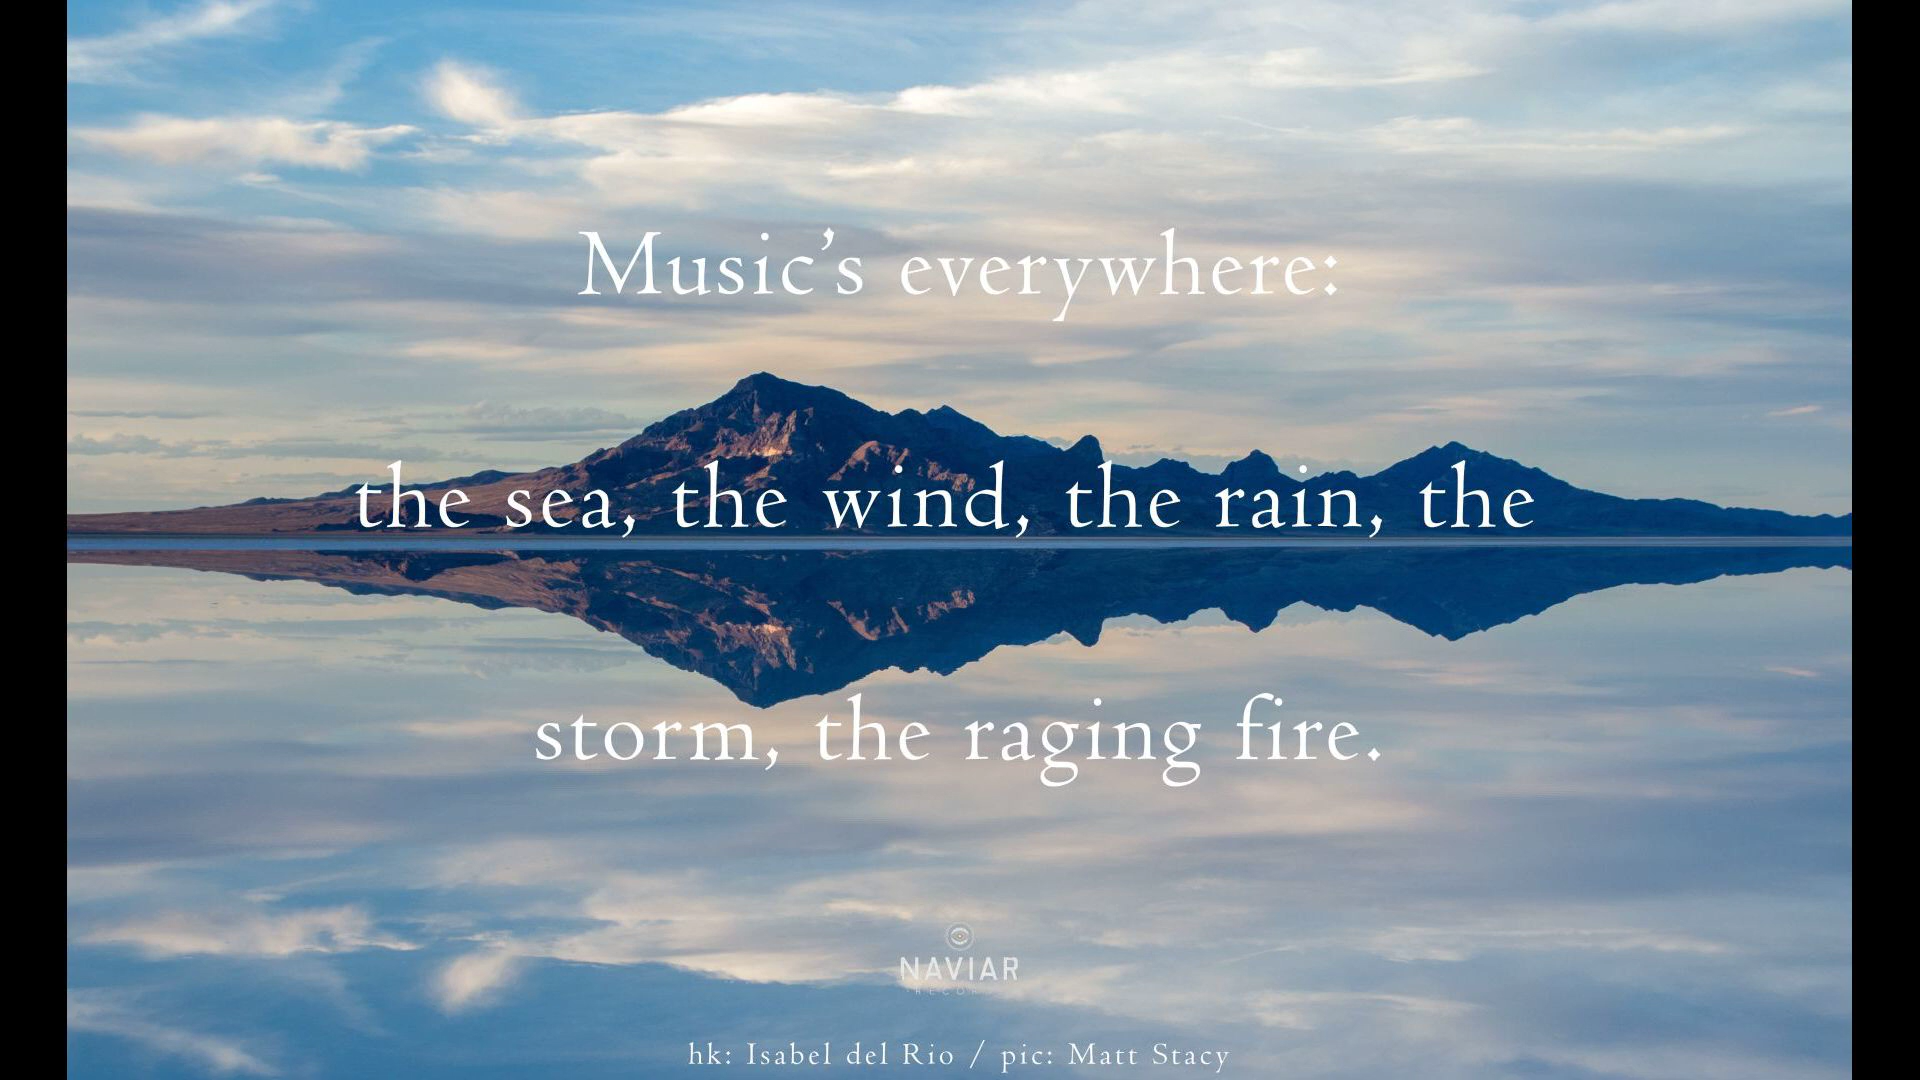 Music’s everywhere:
the sea, the wind, the rain, the
storm, the raging fire.
NAVIAR
RECORDS
hk: Isabel del Rio / pic: Matt Stacy